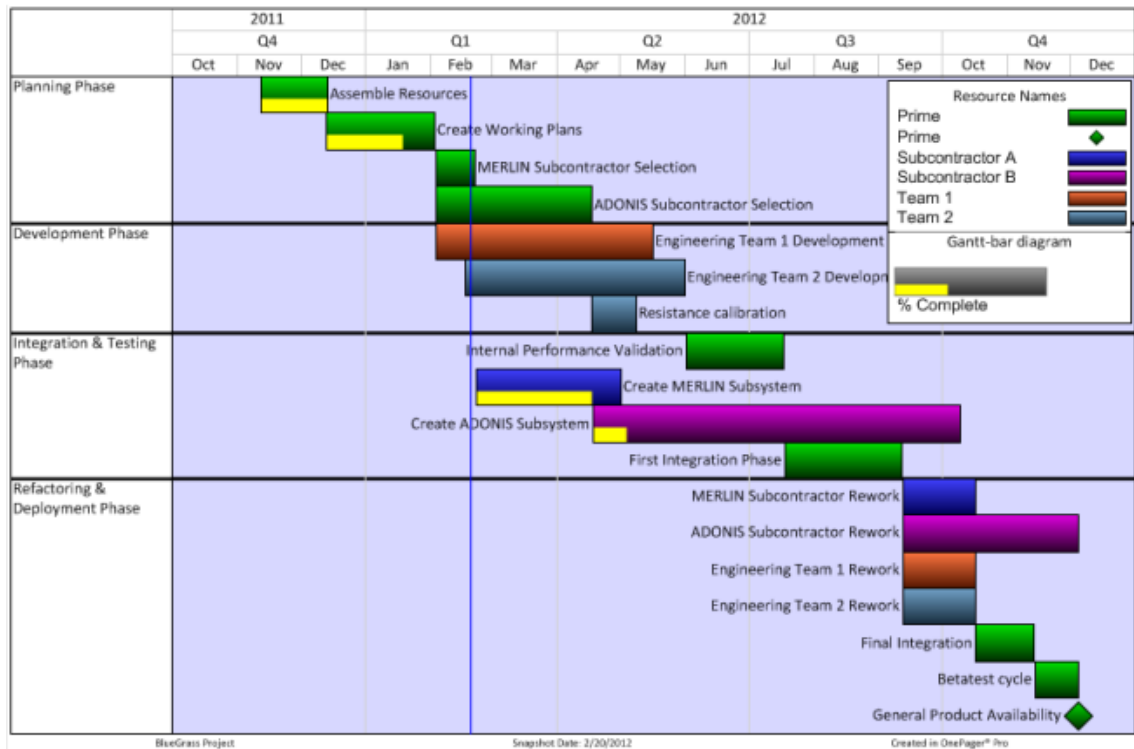 2011 2012
Q4 Q1 Q2 Q3 Q4
Oct Nov Dec Jan Feb Mar Apr May Jun Jul Aug Sep Oct Nov Dec
Planning Phase
Assemble Resources
Create Working Plans
MERLIN Subcontractor Selection
ADONIS Subcontractor Selection
Resource Names
Prime
Prime
Subcontractor A
Subcontractor B
Team 1
Team 2
Gantt-bar diagram
% Complete
Development Phase
Engineering Team 1 Development
Engineering Team 2 Developn
Resistance calibration
Integration & Testing
Phase
Internal Performance Validation
Create MERLIN Subsystem
Create ADONIS Subsystem
First Integration Phase
Refactoring &
Deployment Phase
MERLIN Subcontractor Rework
ADONIS Subcontractor Rework
Engineering Team 1 Rework
Engineering Team 2 Rework
Final Integration
Betatest cycle
General Product Availability
BlueGrass Project Snapshot Date: 2/20/2012 Created in OnePager® Pro